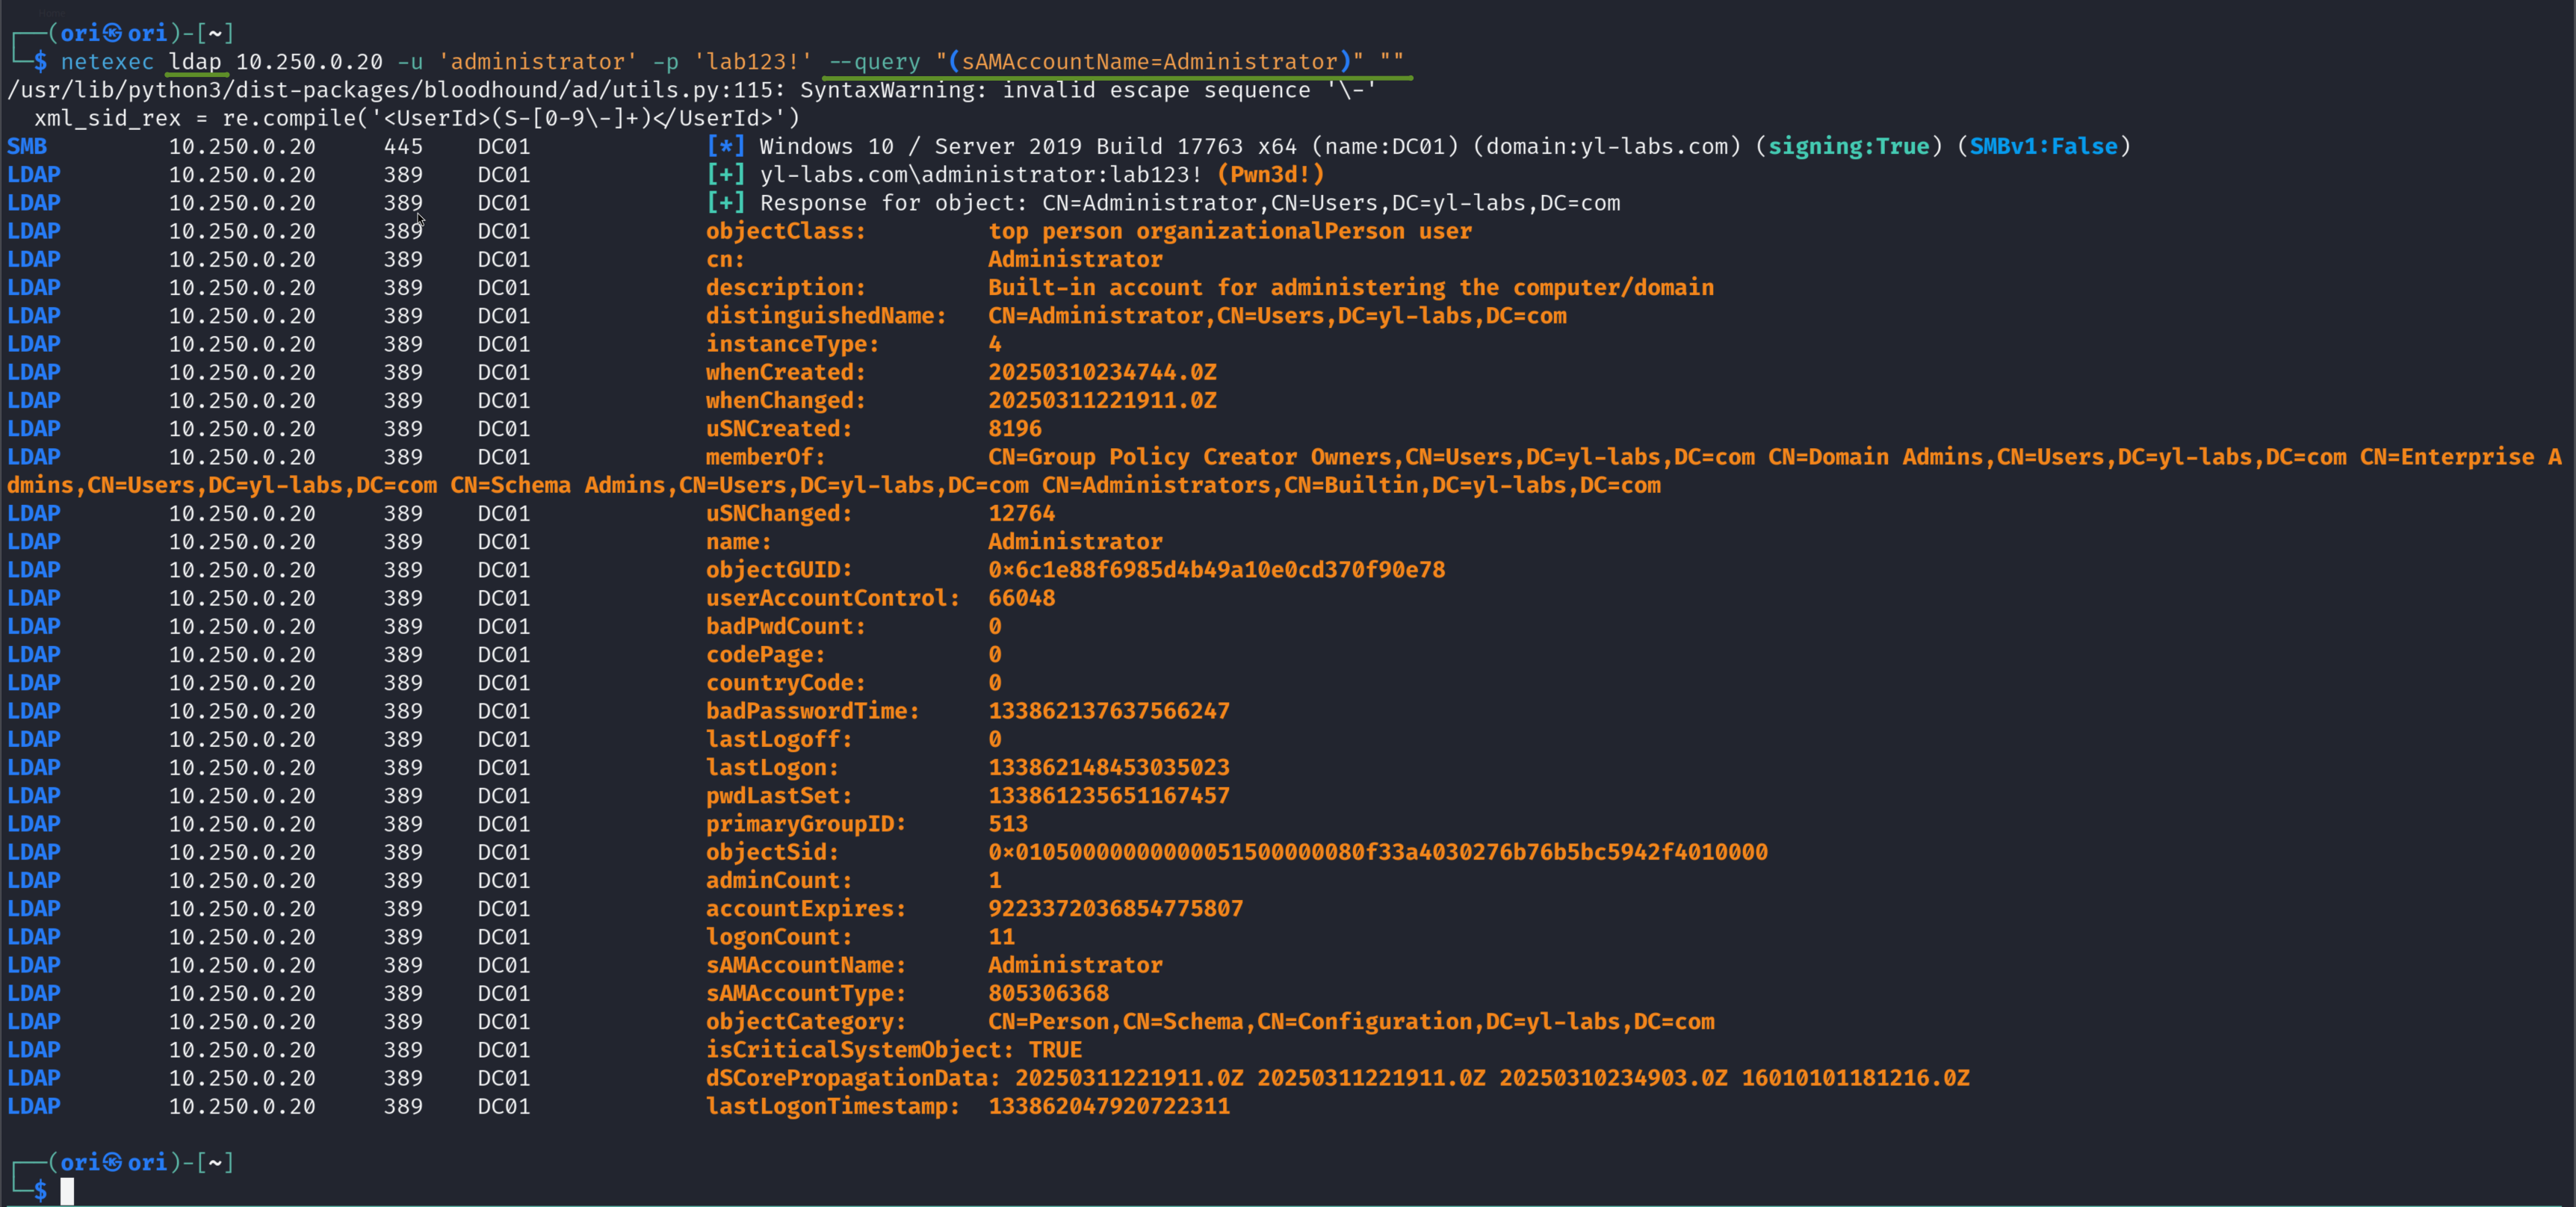 ┌──(ori㉿ori)-[~]
└─$ netexec ldap 10.250.0.20 -u 'administrator' -p 'lab123!' --query "(sAMAccountName=Administrator)" ""
/usr/lib/python3/dist-packages/bloodhound/ad/utils.py:115: SyntaxWarning: invalid escape sequence '\-'
  xml_sid_rex = re.compile('<UserId>(S-[0-9\-]+)</UserId>')
SMB 10.250.0.20 445 DC01 [*] Windows 10 / Server 2019 Build 17763 x64 (name:DC01) (domain:yl-labs.com) (signing:True) (SMBv1:False)
LDAP 10.250.0.20 389 DC01 [+] yl-labs.com\administrator:lab123! (Pwn3d!)
LDAP 10.250.0.20 389 DC01 [+] Response for object: CN=Administrator,CN=Users,DC=yl-labs,DC=com
LDAP 10.250.0.20 389 DC01 objectClass: top person organizationalPerson user
LDAP 10.250.0.20 389 DC01 cn: Administrator
LDAP 10.250.0.20 389 DC01 description: Built-in account for administering the computer/domain
LDAP 10.250.0.20 389 DC01 distinguishedName: CN=Administrator,CN=Users,DC=yl-labs,DC=com
LDAP 10.250.0.20 389 DC01 instanceType: 4
LDAP 10.250.0.20 389 DC01 whenCreated: 20250310234744.0Z
LDAP 10.250.0.20 389 DC01 whenChanged: 20250311221911.0Z
LDAP 10.250.0.20 389 DC01 uSNCreated: 8196
LDAP 10.250.0.20 389 DC01 memberOf: CN=Group Policy Creator Owners,CN=Users,DC=yl-labs,DC=com CN=Domain Admins,CN=Users,DC=yl-labs,DC=com CN=Enterprise A
dmins,CN=Users,DC=yl-labs,DC=com CN=Schema Admins,CN=Users,DC=yl-labs,DC=com CN=Administrators,CN=Builtin,DC=yl-labs,DC=com
LDAP 10.250.0.20 389 DC01 uSNChanged: 12764
LDAP 10.250.0.20 389 DC01 name: Administrator
LDAP 10.250.0.20 389 DC01 objectGUID: 0×6c1e88f6985d4b49a10e0cd370f90e78
LDAP 10.250.0.20 389 DC01 userAccountControl: 66048
LDAP 10.250.0.20 389 DC01 badPwdCount: 0
LDAP 10.250.0.20 389 DC01 codePage: 0
LDAP 10.250.0.20 389 DC01 countryCode: 0
LDAP 10.250.0.20 389 DC01 badPasswordTime: 133862137637566247
LDAP 10.250.0.20 389 DC01 lastLogoff: 0
LDAP 10.250.0.20 389 DC01 lastLogon: 133862148453035023
LDAP 10.250.0.20 389 DC01 pwdLastSet: 133861235651167457
LDAP 10.250.0.20 389 DC01 primaryGroupID: 513
LDAP 10.250.0.20 389 DC01 objectSid: 0×01050000000000051500000080f33a4030276b76b5bc5942f4010000
LDAP 10.250.0.20 389 DC01 adminCount: 1
LDAP 10.250.0.20 389 DC01 accountExpires: 9223372036854775807
LDAP 10.250.0.20 389 DC01 logonCount: 11
LDAP 10.250.0.20 389 DC01 sAMAccountName: Administrator
LDAP 10.250.0.20 389 DC01 sAMAccountType: 805306368
LDAP 10.250.0.20 389 DC01 objectCategory: CN=Person,CN=Schema,CN=Configuration,DC=yl-labs,DC=com
LDAP 10.250.0.20 389 DC01 isCriticalSystemObject: TRUE
LDAP 10.250.0.20 389 DC01 dSCorePropagationData: 20250311221911.0Z 20250311221911.0Z 20250310234903.0Z 16010101181216.0Z
LDAP 10.250.0.20 389 DC01 lastLogonTimestamp: 133862047920722311
┌──(ori㉿ori)-[~]
└─$